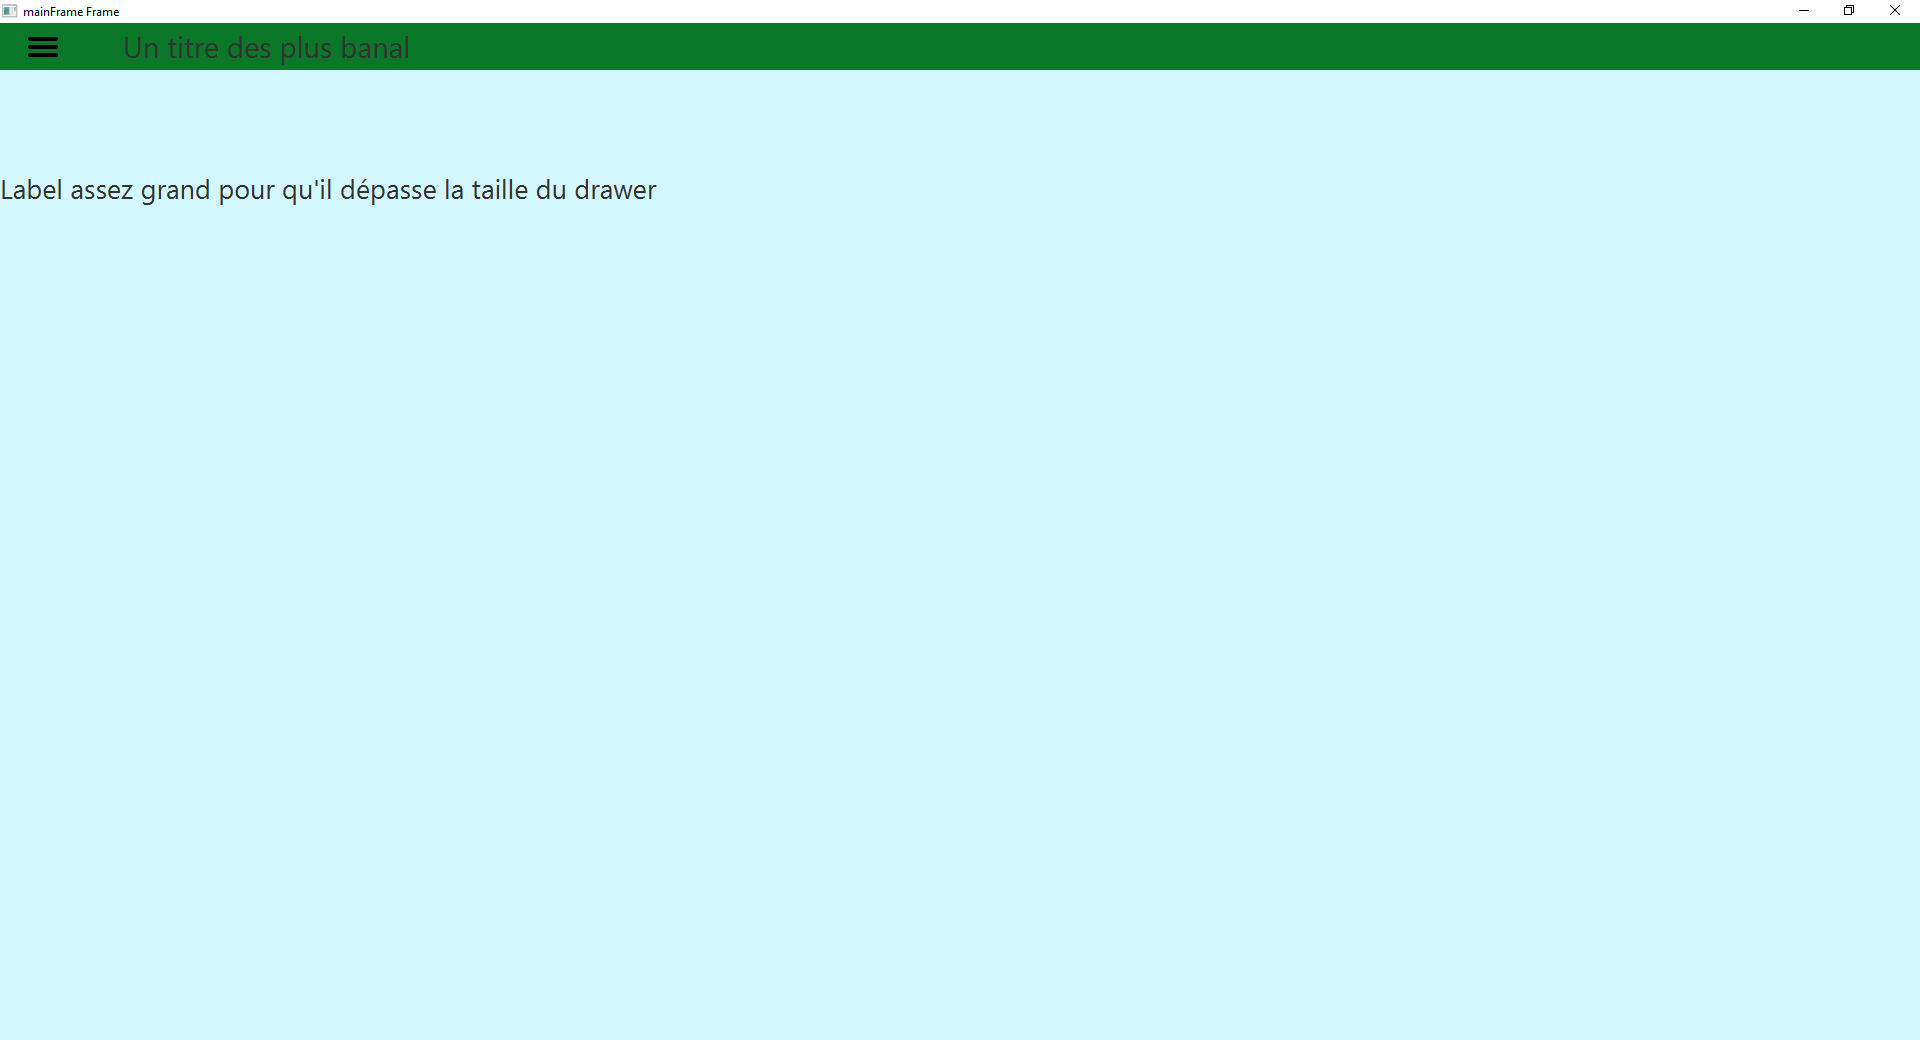 mainFrame Frame
Un titre des plus banal
Label assez grand pour qu'il dépasse la taille du drawer